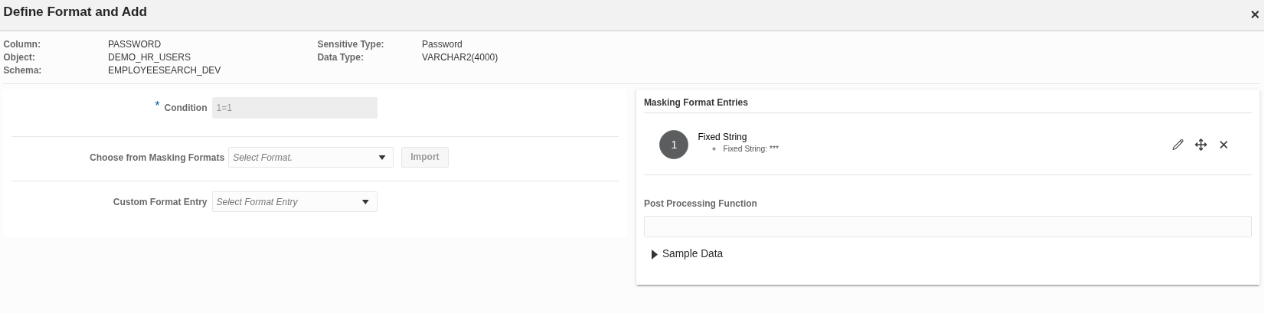 Define Format and Add
Column: PASSWORD Sensitive Type: Password
Object: DEMO_HR_USERS Data Type: VARCHAR2(4000)
Schema: EMPLOYEESEARCH_DEV
* Condition 1=1
Choose from Masking Formats Select Format. Import
Custom Format Entry Select Format Entry
Masking Format Entries
1 Fixed String
• Fixed String: ***
Post Processing Function
Sample Data